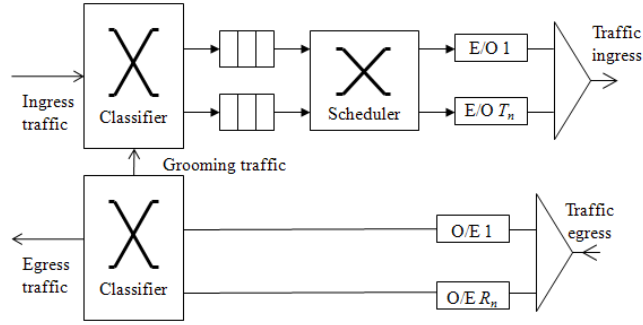 Traffic
ingress
E/O 1
Ingress
traffic
Classifier
Scheduler
E/O Tn
Grooming traffic
Traffic
egress
O/E 1
Egress
traffic
Classifier
O/E Rn